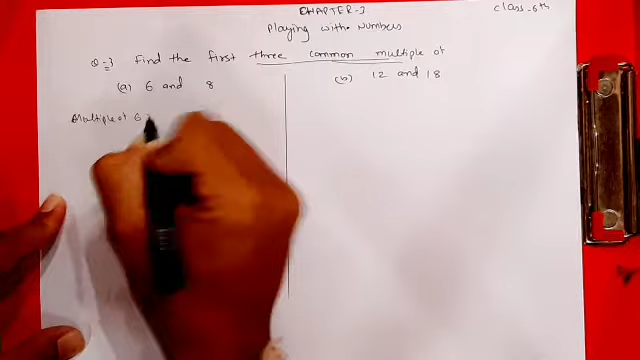 CHAPTER-3
class-6th
Playing with Numbers
Q-3 Find the first three common multiple of
(a) 6 and 8
(b) 12 and 18
Multiple of 6